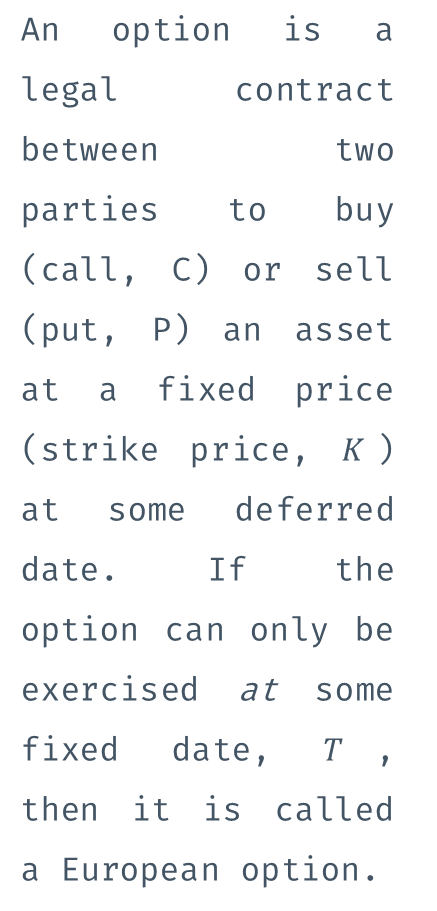 An option is a
legal contract
between two
parties to buy
(call, C) or sell
(put, P) an asset
at a fixed price
(strike price, K )
at some deferred
date. If the
option can only be
exercised at some
fixed date, T ,
then it is called
a European option.